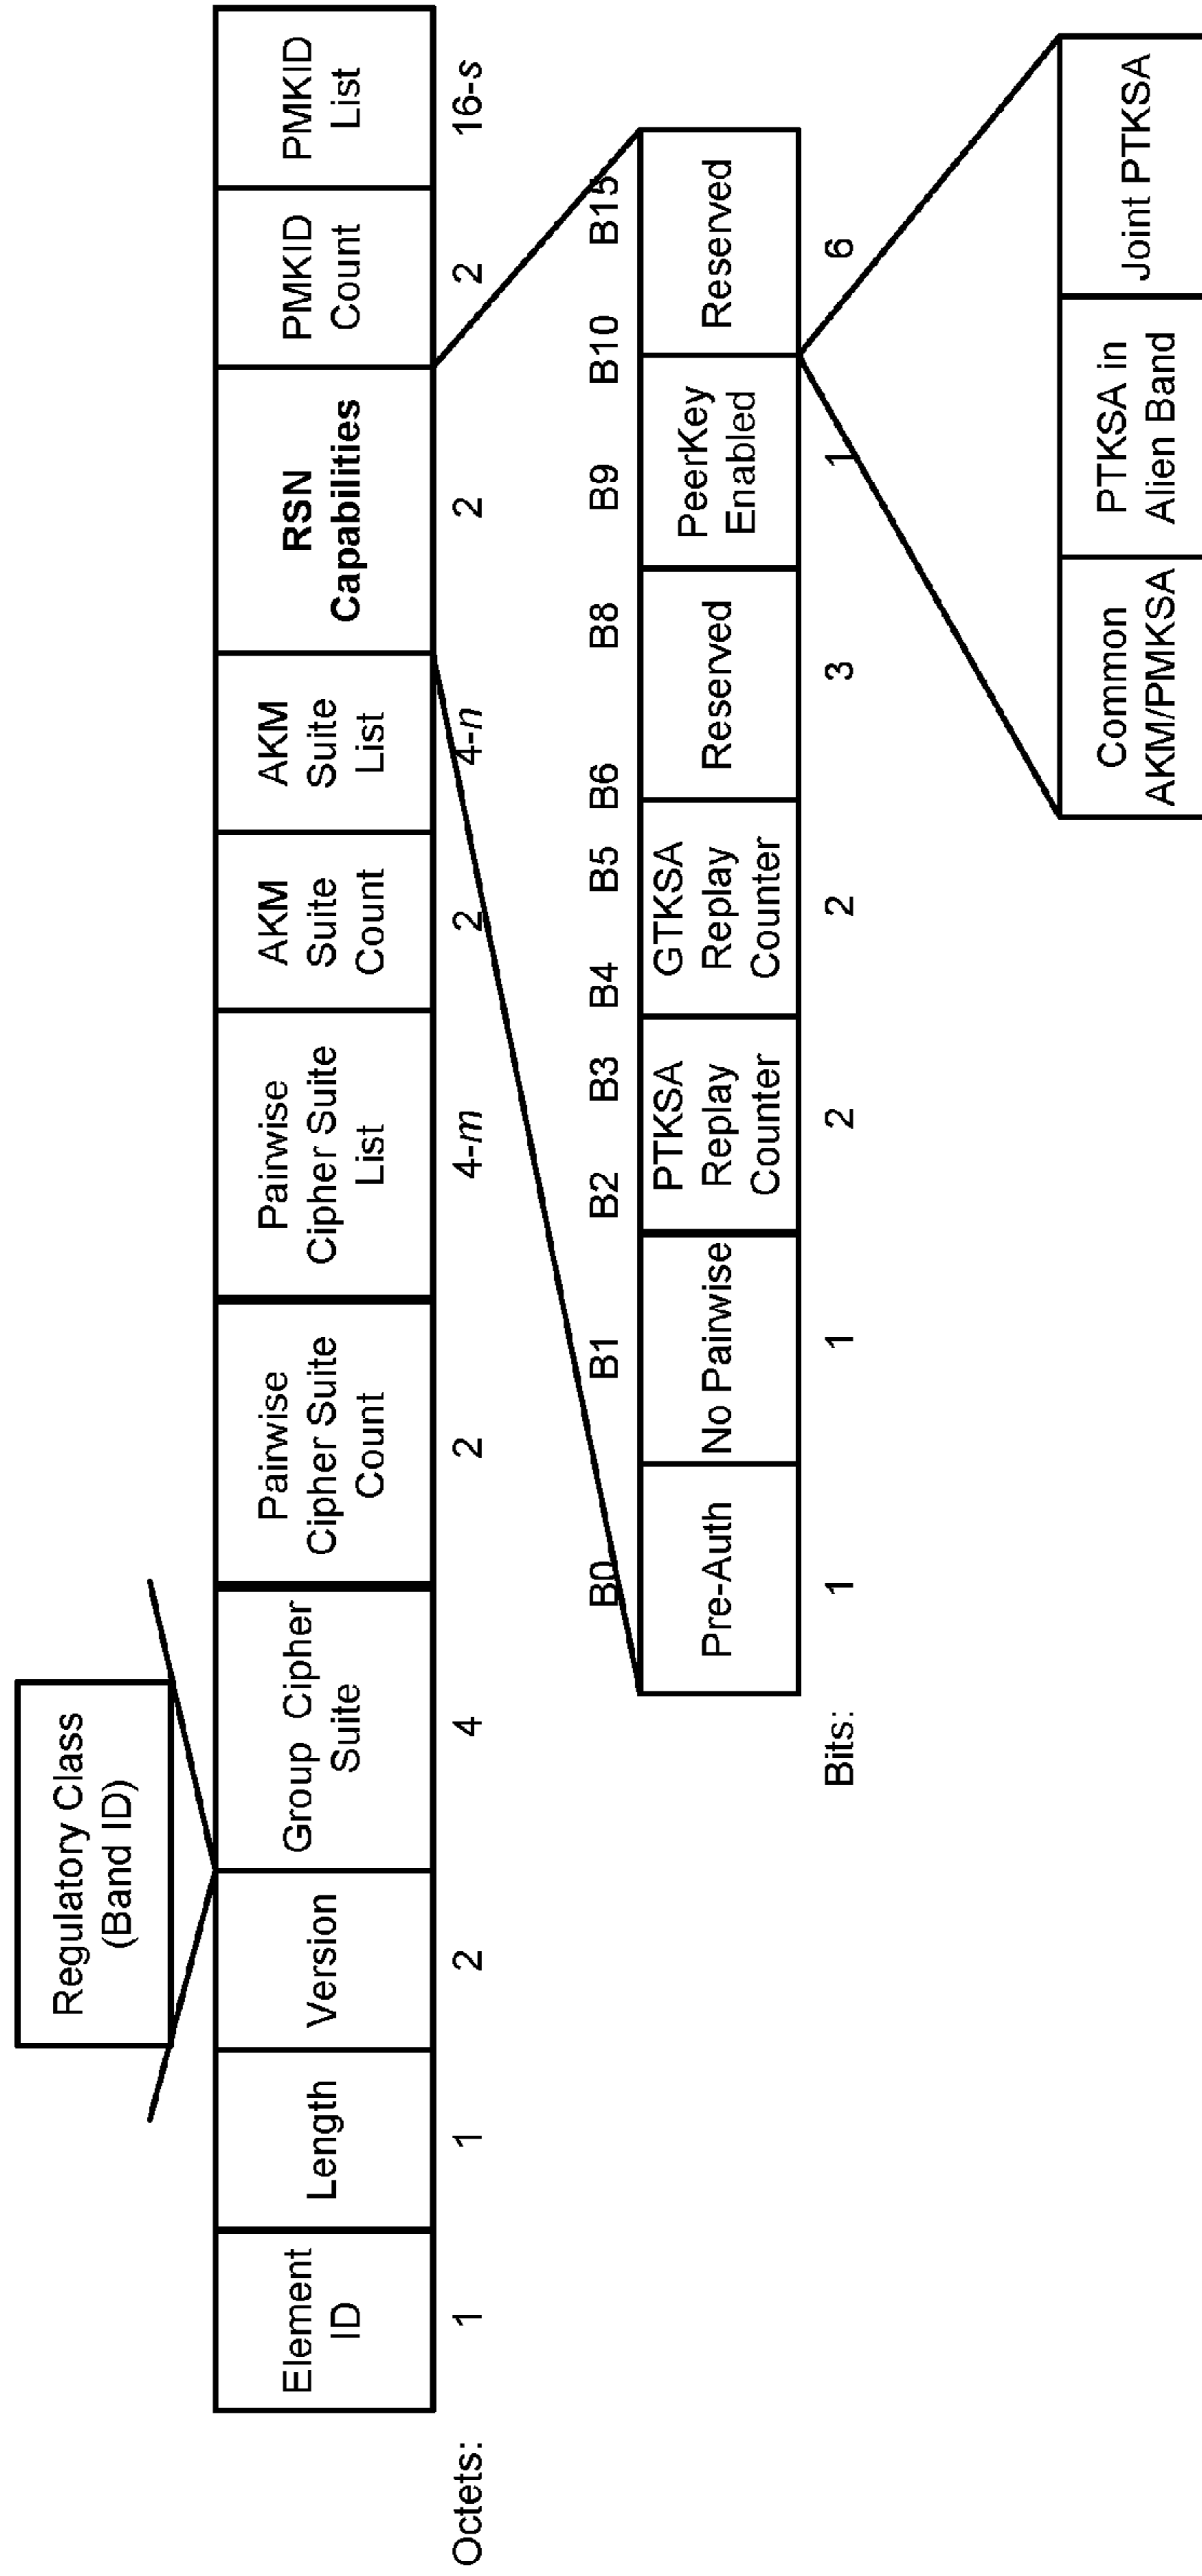 Regulatory Class
(Band ID)
Element
ID
Length
Version
Group Cipher
Suite
Pairwise
Cipher Suite
Count
Pairwise
Cipher Suite
List
AKM
Suite
Count
AKM
Suite
List
RSN
Capabilities
PMKID
Count
PMKID
List
Octets: 1 1 2 4 2 4-m 2 4-n 2 2 16-s
B0 B1 B2 B3 B4 B5 B6 B8 B9 B10 B15
Pre-Auth
No Pairwise
PTKSA
Replay
Counter
GTKSA
Replay
Counter
Reserved
PeerKey
Enabled
Reserved
Bits: 1 1 2 2 3 1 6
Common
AKM/PMKSA
PTKSA in
Alien Band
Joint PTKSA